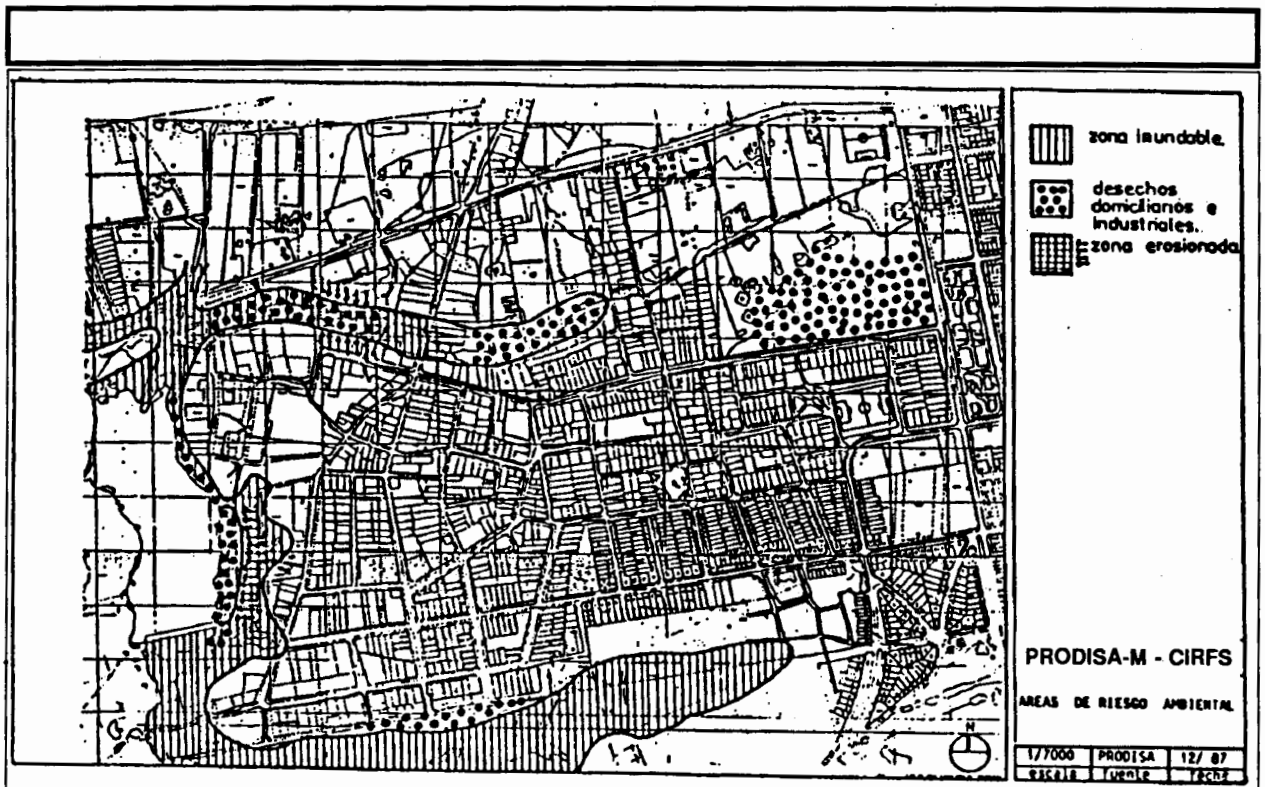 zona inundable.
desechos
domiciliarios e
Industriales.
zona erosionada
PRODISA-M - CIRFS
AREAS DE RIESGO AMBIENTAL
N
1/7000 PRODISA 12/ 87
escala fuente fecha